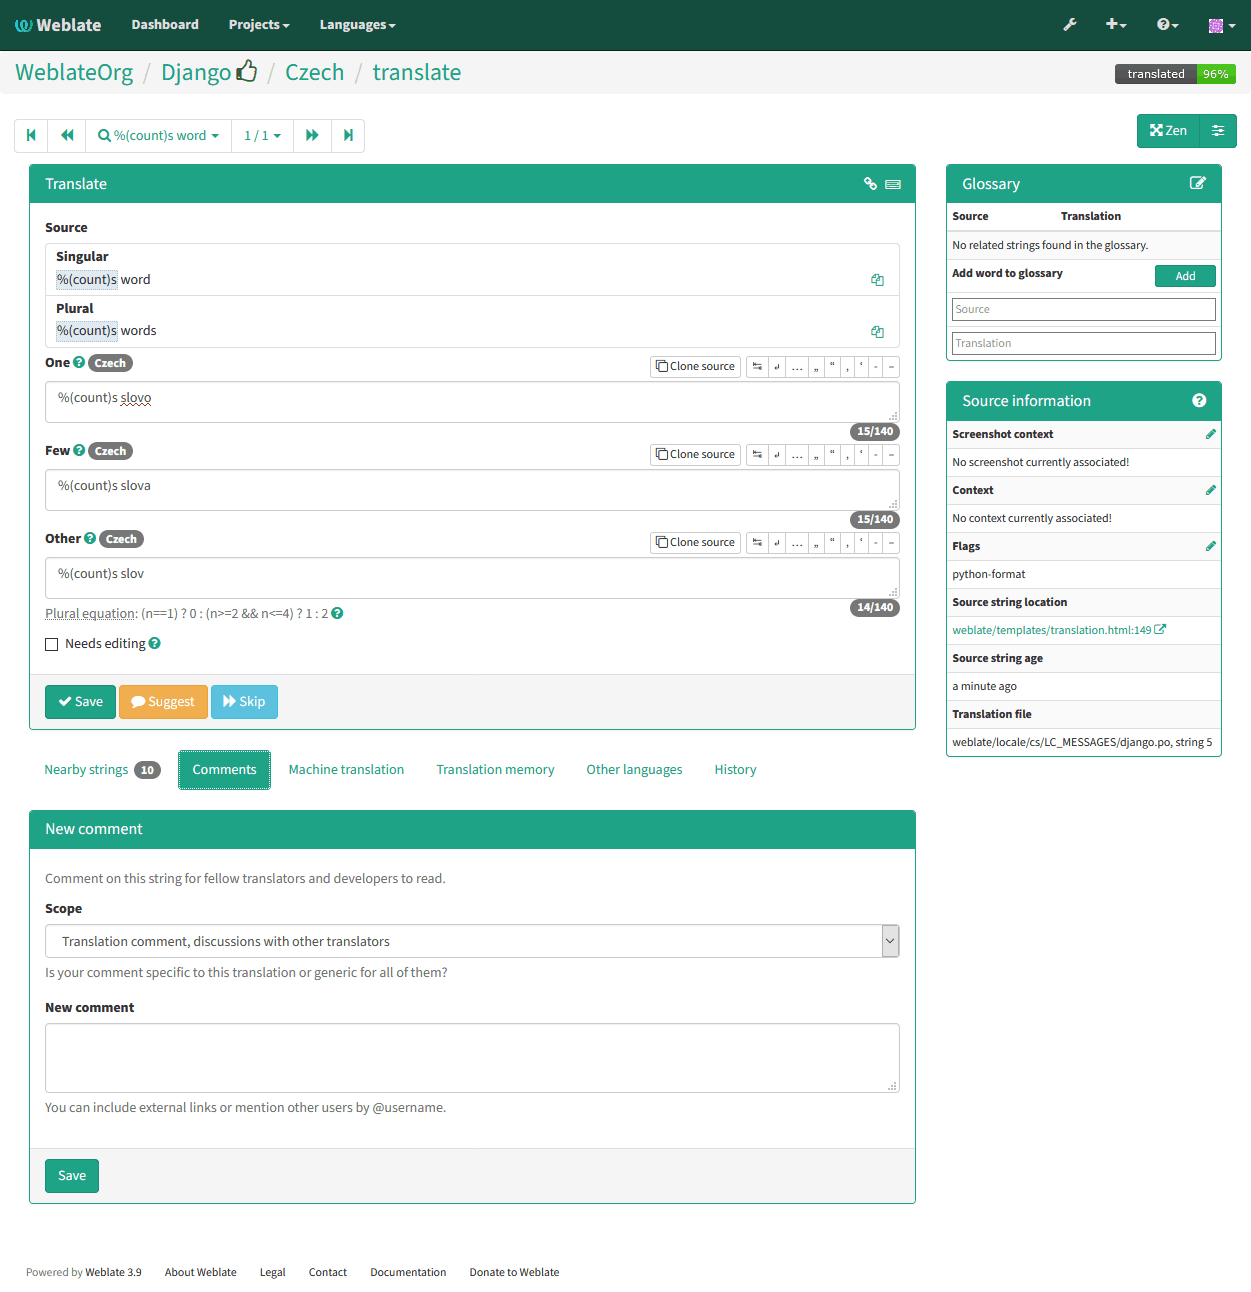 Weblate Dashboard Projects Languages
WeblateOrg / Django / Czech / translate
translated 96%
%(count)s word 1 / 1
Zen
Translate
Source
Singular
%(count)s word
Plural
%(count)s words
One Czech
Clone source ↹ ↵ … „ “ ‚ ‘ - –
%(count)s slovo
15/140
Few Czech
Clone source ↹ ↵ … „ “ ‚ ‘ - –
%(count)s slova
15/140
Other Czech
Clone source ↹ ↵ … „ “ ‚ ‘ - –
%(count)s slov
14/140
Plural equation: (n==1) ? 0 : (n>=2 && n<=4) ? 1 : 2
Needs editing
Save Suggest Skip
Nearby strings 10 Comments Machine translation Translation memory Other languages History
New comment
Comment on this string for fellow translators and developers to read.
Scope
Translation comment, discussions with other translators
Is your comment specific to this translation or generic for all of them?
New comment
You can include external links or mention other users by @username.
Save
Glossary
Source Translation
No related strings found in the glossary.
Add word to glossary Add
Source
Translation
Source information
Screenshot context
No screenshot currently associated!
Context
No context currently associated!
Flags
python-format
Source string location
weblate/templates/translation.html:149
Source string age
a minute ago
Translation file
weblate/locale/cs/LC_MESSAGES/django.po, string 5
Powered by Weblate 3.9 About Weblate Legal Contact Documentation Donate to Weblate